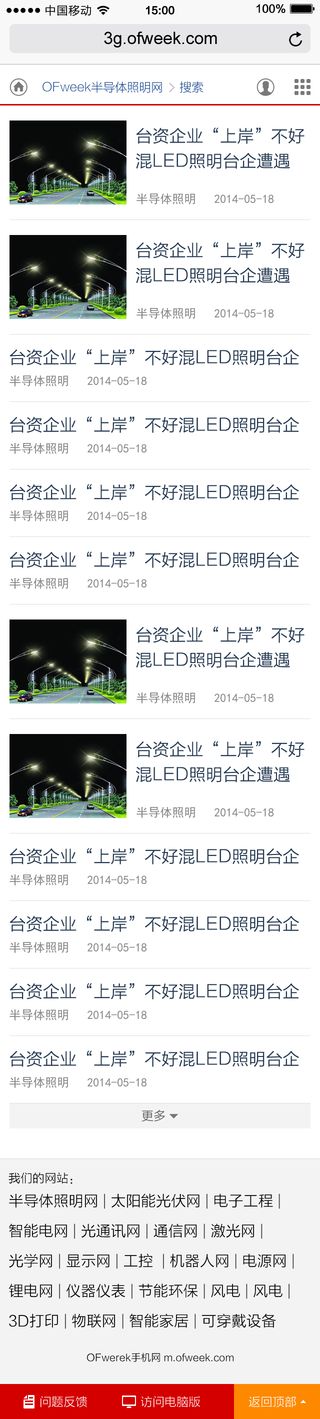 中国移动 15:00 100%
3g.ofweek.com
OFweek半导体照明网 > 搜索
台资企业“上岸”不好
混LED照明台企遭遇
半导体照明 2014-05-18
台资企业“上岸”不好
混LED照明台企遭遇
半导体照明 2014-05-18
台资企业“上岸”不好混LED照明台企
半导体照明 2014-05-18
台资企业“上岸”不好混LED照明台企
半导体照明 2014-05-18
台资企业“上岸”不好混LED照明台企
半导体照明 2014-05-18
台资企业“上岸”不好混LED照明台企
半导体照明 2014-05-18
台资企业“上岸”不好
混LED照明台企遭遇
半导体照明 2014-05-18
台资企业“上岸”不好
混LED照明台企遭遇
半导体照明 2014-05-18
台资企业“上岸”不好混LED照明台企
半导体照明 2014-05-18
台资企业“上岸”不好混LED照明台企
半导体照明 2014-05-18
台资企业“上岸”不好混LED照明台企
半导体照明 2014-05-18
台资企业“上岸”不好混LED照明台企
半导体照明 2014-05-18
更多
我们的网站：
半导体照明网 | 太阳能光伏网 | 电子工程 |
智能电网 | 光通讯网 | 通信网 | 激光网 |
光学网 | 显示网 | 工控 | 机器人网 | 电源网 |
锂电网 | 仪器仪表 | 节能环保 | 风电 | 风电 |
3D打印 | 物联网 | 智能家居 | 可穿戴设备
OFwerek手机网 m.ofweek.com
问题反馈 访问电脑版 返回顶部